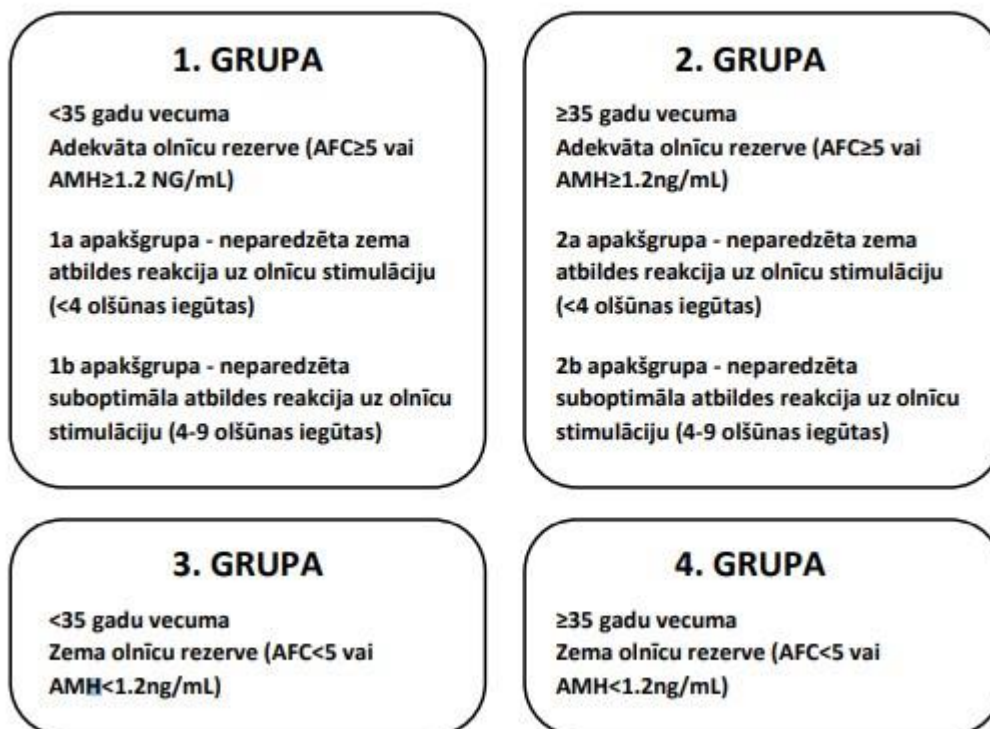 1. GRUPA
<35 gadu vecuma
Adekvāta olnīcu rezerve (AFC≥5 vai
AMH≥1.2 NG/mL)
1a apakšgrupa - neparedzēta zema
atbildes reakcija uz olnīcu stimulāciju
(<4 olšūnas iegūtas)
1b apakšgrupa - neparedzēta
suboptimāla atbildes reakcija uz olnīcu
stimulāciju (4-9 olšūnas iegūtas)
2. GRUPA
≥35 gadu vecuma
Adekvāta olnīcu rezerve (AFC≥5 vai
AMH≥1.2ng/mL)
2a apakšgrupa - neparedzēta zema
atbildes reakcija uz olnīcu stimulāciju
(<4 olšūnas iegūtas)
2b apakšgrupa - neparedzēta
suboptimāla atbildes reakcija uz olnīcu
stimulāciju (4-9 olšūnas iegūtas)
3. GRUPA
<35 gadu vecuma
Zema olnīcu rezerve (AFC<5 vai
AMH<1.2ng/mL)
4. GRUPA
≥35 gadu vecuma
Zema olnīcu rezerve (AFC<5 vai
AMH<1.2ng/mL)